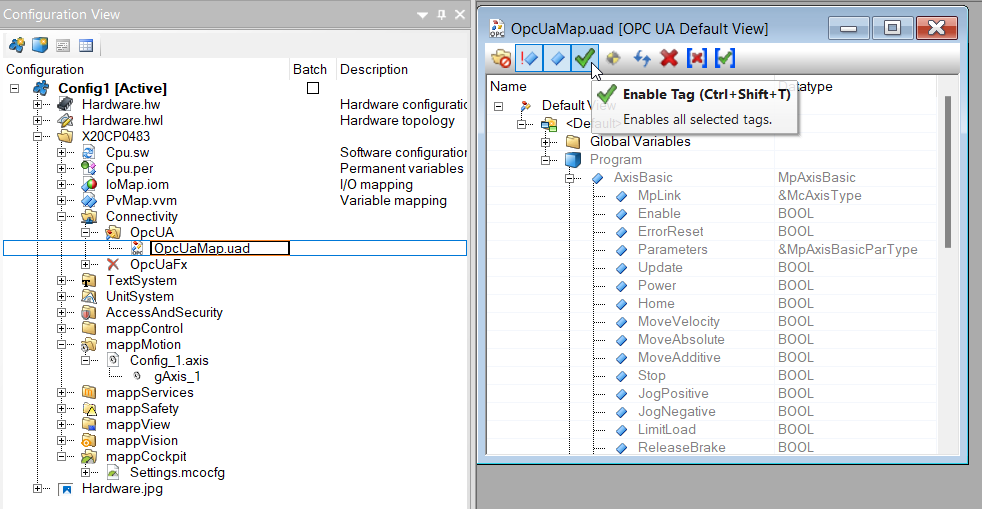 Configuration View
Configuration Batch Description
Config1 [Active]
Hardware.hw Hardware configuratio
Hardware.hwl Hardware topology
X20CP0483
Cpu.sw Software configuration
Cpu.per Permanent variables
IoMap.iom I/O mapping
PvMap.vvm Variable mapping
Connectivity
OpcUA
OPC OpcUaMap.uad
OpcUaFx
TextSystem
UnitSystem
AccessAndSecurity
mappControl
mappMotion
Config_1.axis
gAxis_1
mappServices
mappSafety
mappView
mappVision
mappCockpit
Settings.mcocfg
Hardware.jpg
OPC OpcUaMap.uad [OPC UA Default View]
Name Datatype
Enable Tag (Ctrl+Shift+T)
Enables all selected tags.
Default View
<Default>
Global Variables
Program
AxisBasic MpAxisBasic
MpLink &McAxisType
Enable BOOL
ErrorReset BOOL
Parameters &MpAxisBasicParType
Update BOOL
Power BOOL
Home BOOL
MoveVelocity BOOL
MoveAbsolute BOOL
MoveAdditive BOOL
Stop BOOL
JogPositive BOOL
JogNegative BOOL
LimitLoad BOOL
ReleaseBrake BOOL